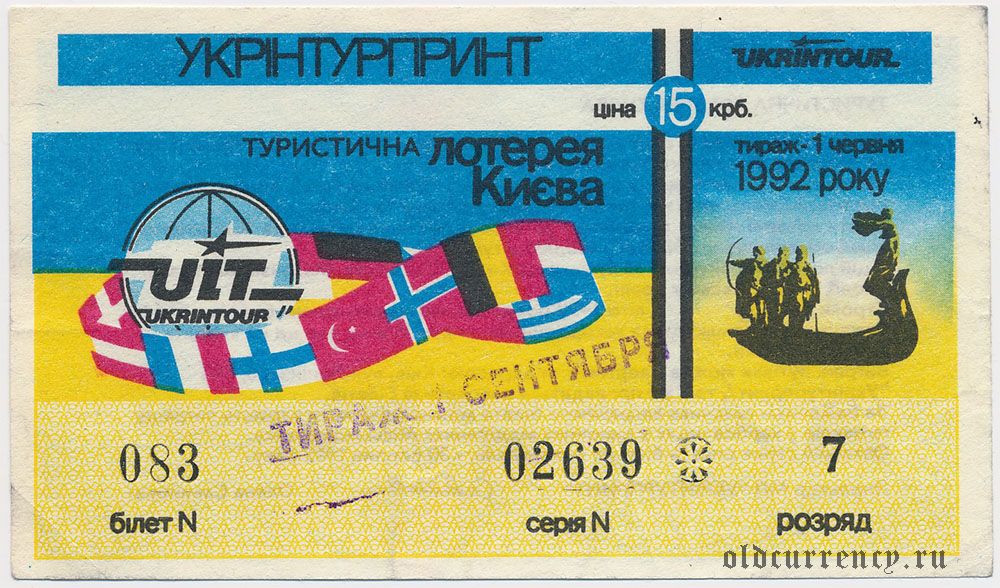 УКРІНТУРПРИНТ
UKRINTOUR
ціна 15 крб.
ТУРИСТИЧНА лотерея
Києва
тираж - 1 червня
1992 року
UIT
UKRINTOUR
ТИРАЖ 1 СЕНТЯБРЯ
083
02639
7
білет N
серія N
розряд
oldcurrency.ru